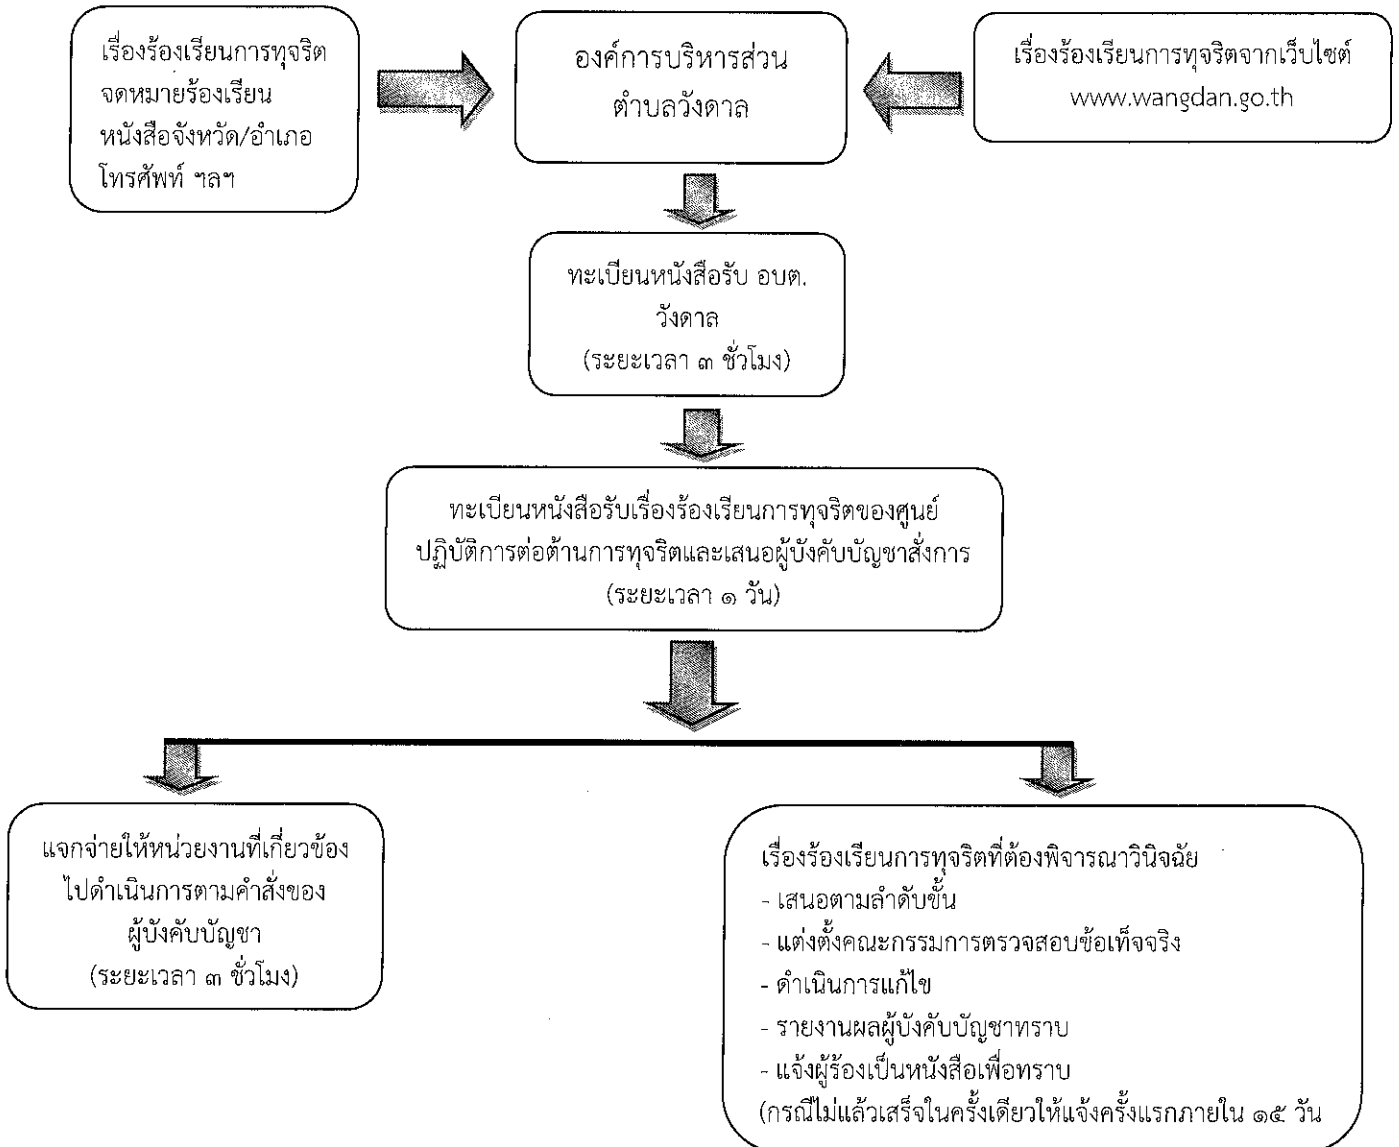 เรื่องร้องเรียนการทุจริต
จดหมายร้องเรียน
หนังสือจังหวัด/อำเภอ
โทรศัพท์ ฯลฯ
องค์การบริหารส่วน
ตำบลวังดาล
เรื่องร้องเรียนการทุจริตจากเว็บไซต์
www.wangdan.go.th
ทะเบียนหนังสือรับ อบต.
วังดาล
(ระยะเวลา ๓ ชั่วโมง)
ทะเบียนหนังสือรับเรื่องร้องเรียนการทุจริตของศูนย์
ปฏิบัติการต่อต้านการทุจริตและเสนอผู้บังคับบัญชาสั่งการ
(ระยะเวลา ๑ วัน)
แจกจ่ายให้หน่วยงานที่เกี่ยวข้อง
ไปดำเนินการตามคำสั่งของ
ผู้บังคับบัญชา
(ระยะเวลา ๓ ชั่วโมง)
เรื่องร้องเรียนการทุจริตที่ต้องพิจารณาวินิจฉัย
- เสนอตามลำดับขั้น
- แต่งตั้งคณะกรรมการตรวจสอบข้อเท็จจริง
- ดำเนินการแก้ไข
- รายงานผลผู้บังคับบัญชาทราบ
- แจ้งผู้ร้องเป็นหนังสือเพื่อทราบ
(กรณีไม่แล้วเสร็จในครั้งเดียวให้แจ้งครั้งแรกภายใน ๑๕ วัน